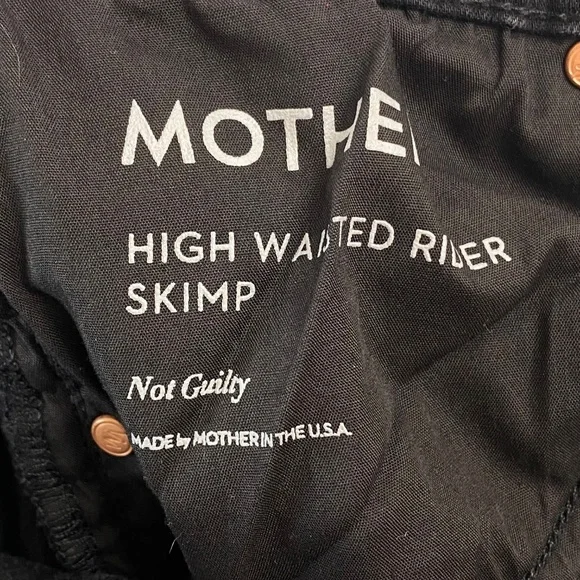 MOTHER
HIGH WAISTED RIDER
SKIMP
Not Guilty
MADE by MOTHER IN THE U.S.A.